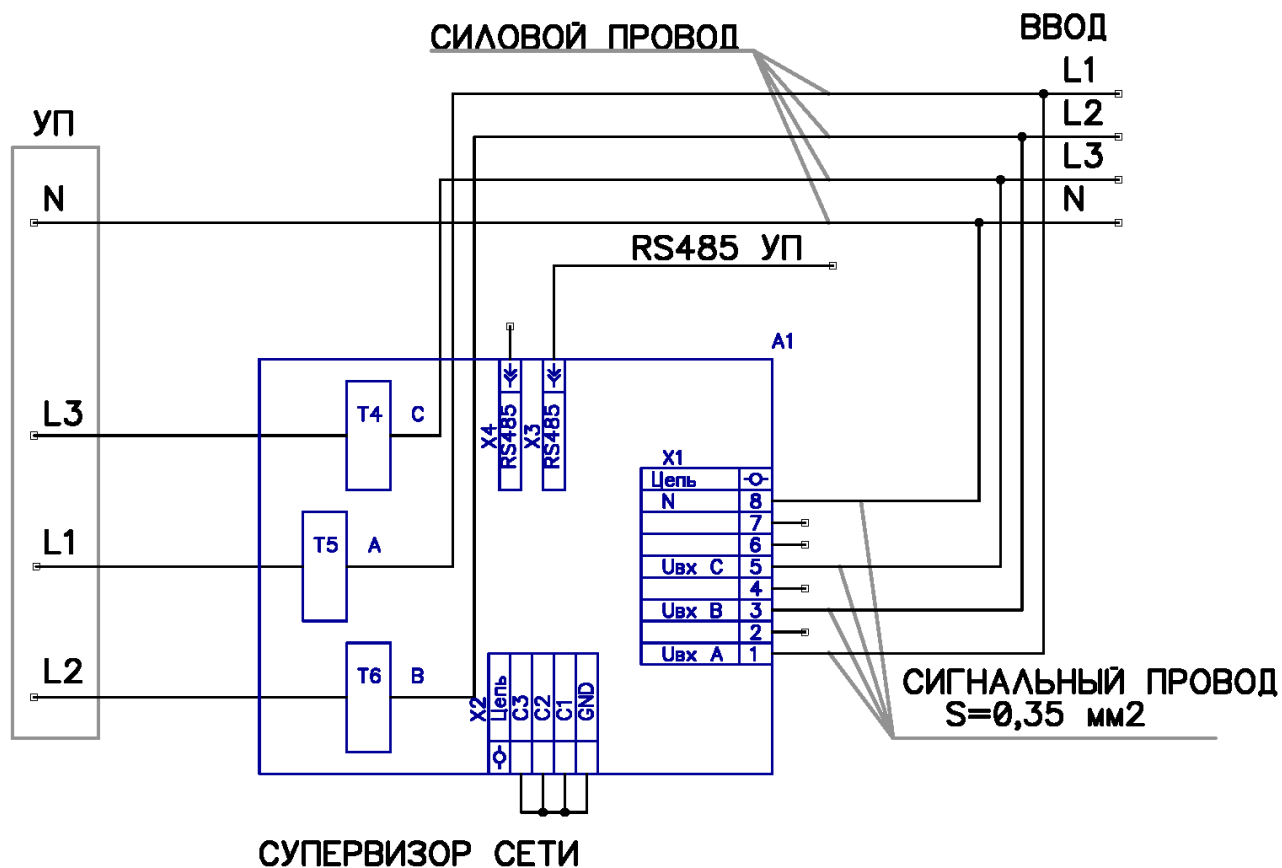 СИЛОВОЙ ПРОВОД
ВВОД
L1
L2
L3
N
УП
N
L3
L1
L2
RS485 УП
A1
T4 C
T5 A
T6 B
X4
RS485
X3
RS485
X1
Цепь
N 8
7
6
Uвх C 5
4
Uвх B 3
2
Uвх A 1
X2
Цепь
C3
C2
C1
GND
СИГНАЛЬНЫЙ ПРОВОД
S=0,35 мм2
СУПЕРВИЗОР СЕТИ